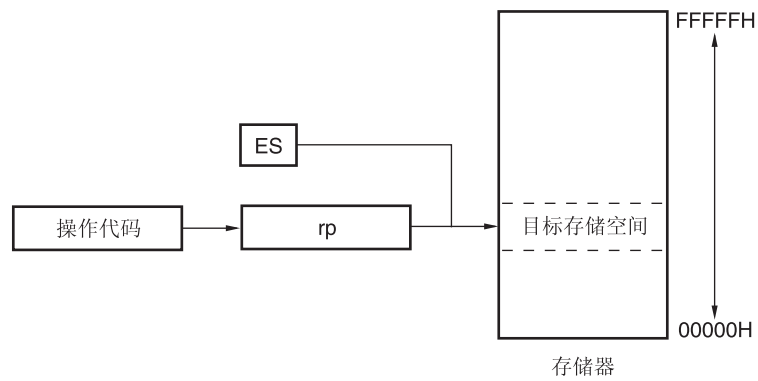 FFFFFH
ES
操作代码
rp
目标存储空间
00000H
存储器